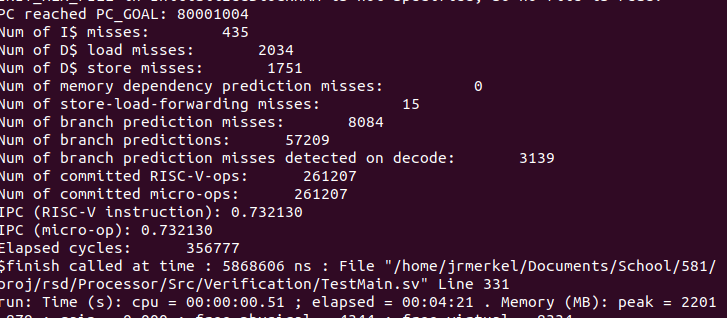 PC reached PC_GOAL: 80001004
Num of I$ misses: 435
Num of D$ load misses: 2034
Num of D$ store misses: 1751
Num of memory dependency prediction misses: 0
Num of store-load-forwarding misses: 15
Num of branch prediction misses: 8084
Num of branch predictions: 57209
Num of branch prediction misses detected on decode: 3139
Num of committed RISC-V-ops: 261207
Num of committed micro-ops: 261207
IPC (RISC-V instruction): 0.732130
IPC (micro-op): 0.732130
Elapsed cycles: 356777
$finish called at time : 5868606 ns : File "/home/jrmerkel/Documents/School/581/
proj/rsd/Processor/Src/Verification/TestMain.sv" Line 331
run: Time (s): cpu = 00:00:00.51 ; elapsed = 00:04:21 . Memory (MB): peak = 2201